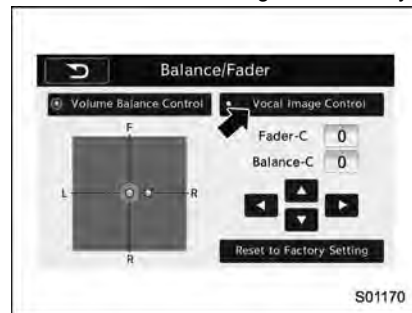 Balance/Fader
Volume Balance Control
Vocal Image Control
F
L
R
R
Fader-C 0
Balance-C 0
Reset to Factory Setting
S01170